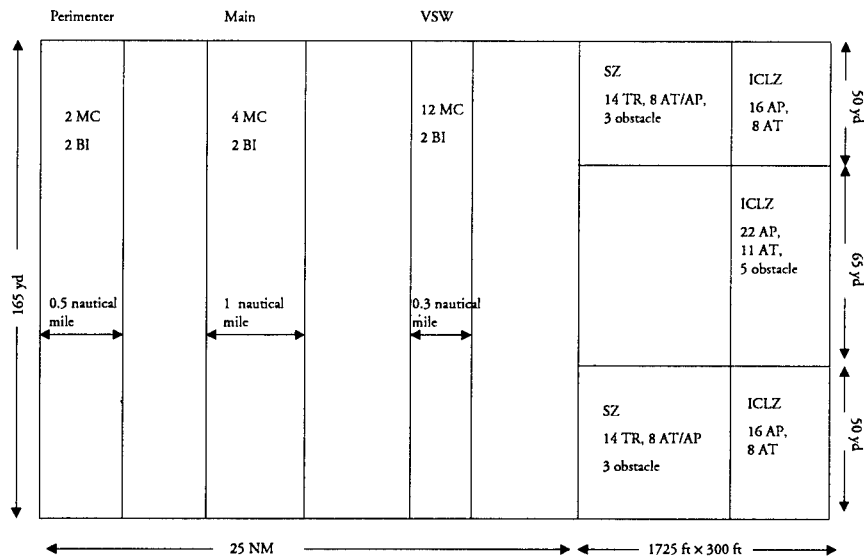 Perimenter
Main
VSW
2 MC
2 BI
4 MC
2 BI
12 MC
2 BI
SZ
14 TR, 8 AT/AP,
3 obstacle
ICLZ
16 AP,
8 AT
50 yd
ICLZ
22 AP,
11 AT,
5 obstacle
65 yd
165 yd
0.5 nautical
mile
1 nautical
mile
0.3 nautical
mile
SZ
14 TR, 8 AT/AP
3 obstacle
ICLZ
16 AP,
8 AT
50 yd
25 NM
1725 ft × 300 ft